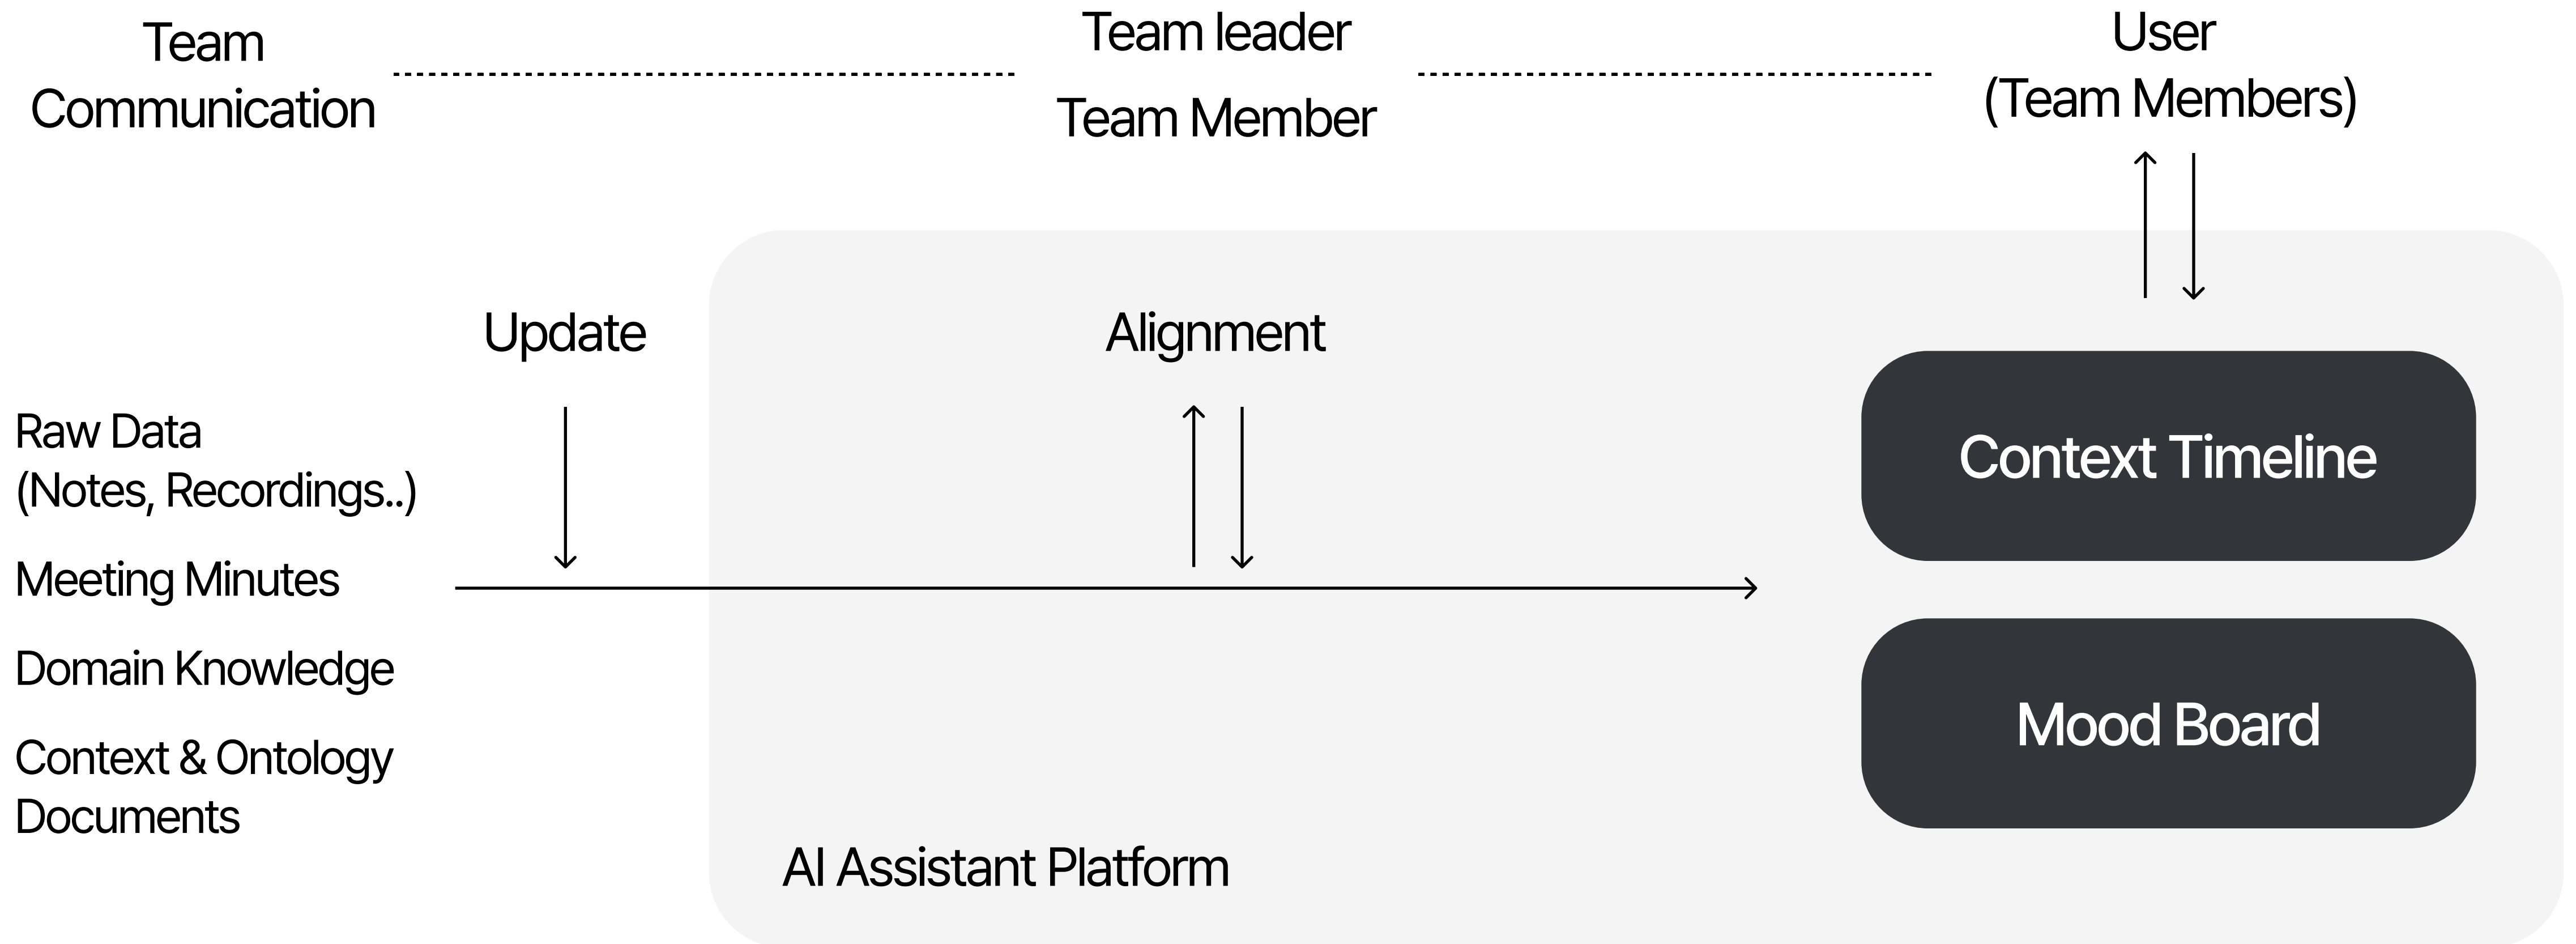 Team
Communication
Team leader
Team Member
User
(Team Members)
Update
Alignment
Raw Data
(Notes, Recordings..)
Meeting Minutes
Domain Knowledge
Context & Ontology
Documents
Context Timeline
Mood Board
AI Assistant Platform